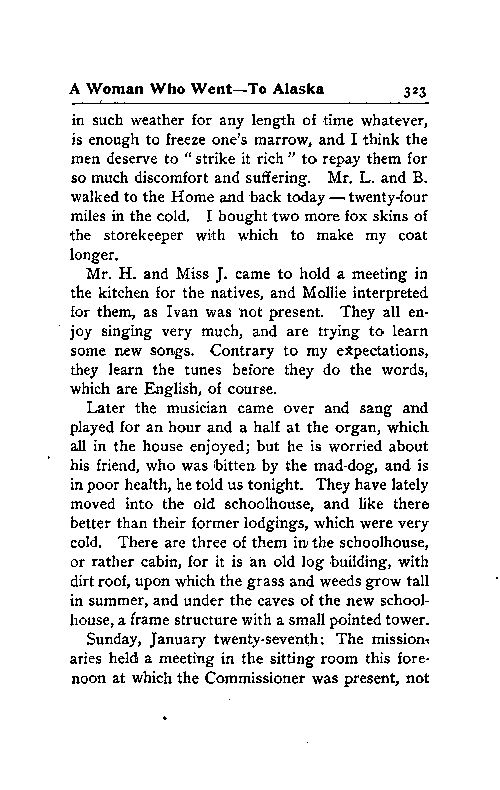 A Woman Who Went—To Alaska 323
in such weather for any length of time whatever,
is enough to freeze one's marrow, and I think the
men deserve to "strike it rich" to repay them for
so much discomfort and suffering. Mr. L. and B.
walked to the Home and back today — twenty-four
miles in the cold. I bought two more fox skins of
the storekeeper with which to make my coat
longer.
Mr. H. and Miss J. came to hold a meeting in
the kitchen for the natives, and Mollie interpreted
for them, as Ivan was not present. They all en-
joy singing very much, and are trying to learn
some new songs. Contrary to my expectations,
they learn the tunes before they do the words,
which are English, of course.
Later the musician came over and sang and
played for an hour and a half at the organ, which
all in the house enjoyed; but he is worried about
his friend, who was bitten by the mad-dog, and is
in poor health, he told us tonight. They have lately
moved into the old schoolhouse, and like there
better than their former lodgings, which were very
cold. There are three of them in the schoolhouse,
or rather cabin, for it is an old log building, with
dirt roof, upon which the grass and weeds grow tall
in summer, and under the eaves of the new school-
house, a frame structure with a small pointed tower.
Sunday, January twenty-seventh: The mission-
aries held a meeting in the sitting room this fore-
noon at which the Commissioner was present, not